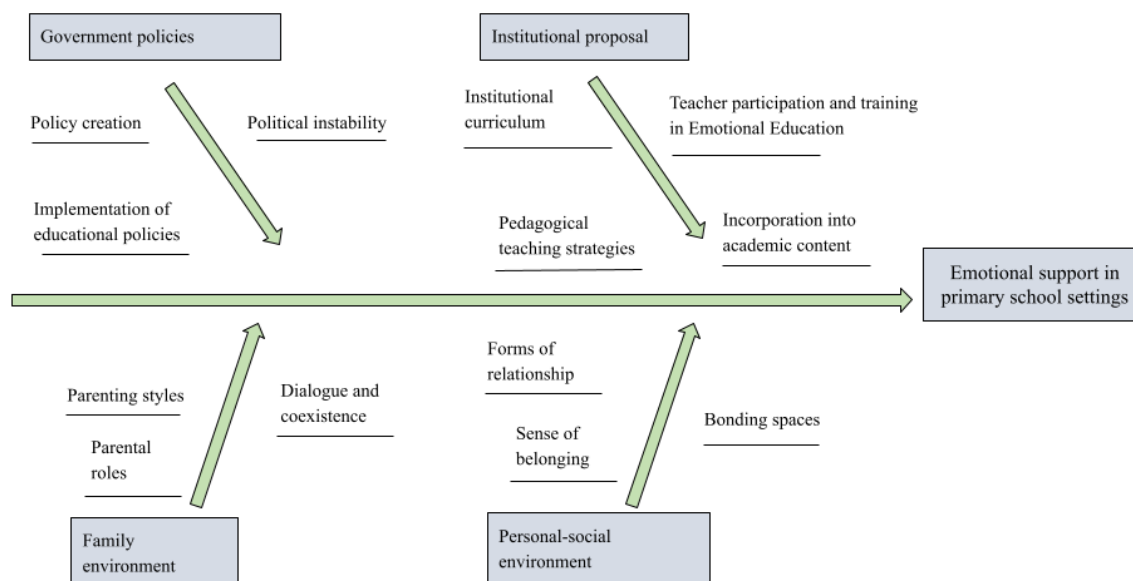 Government policies
Institutional proposal
Policy creation
Political instability
Implementation of
educational policies
Institutional
curriculum
Teacher participation and training
in Emotional Education
Pedagogical
teaching strategies
Incorporation into
academic content
Emotional support in
primary school settings
Parenting styles
Parental
roles
Dialogue and
coexistence
Forms of
relationship
Sense of
belonging
Bonding spaces
Family
environment
Personal-social
environment